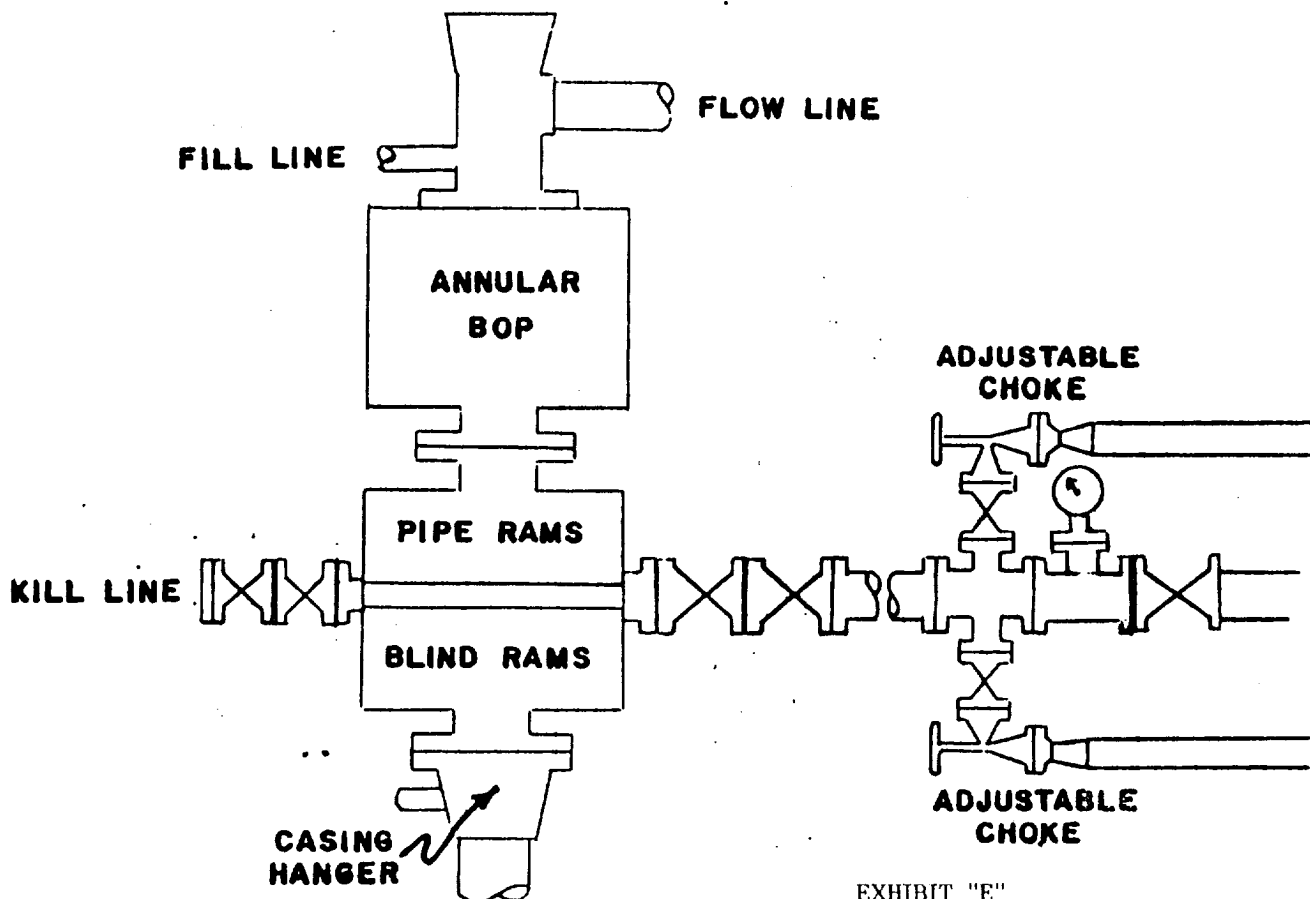 FLOW LINE
FILL LINE
ANNULAR
BOP
ADJUSTABLE
CHOKE
PIPE RAMS
KILL LINE
BLIND RAMS
ADJUSTABLE
CHOKE
CASING
HANGER
EXHIBIT "E"